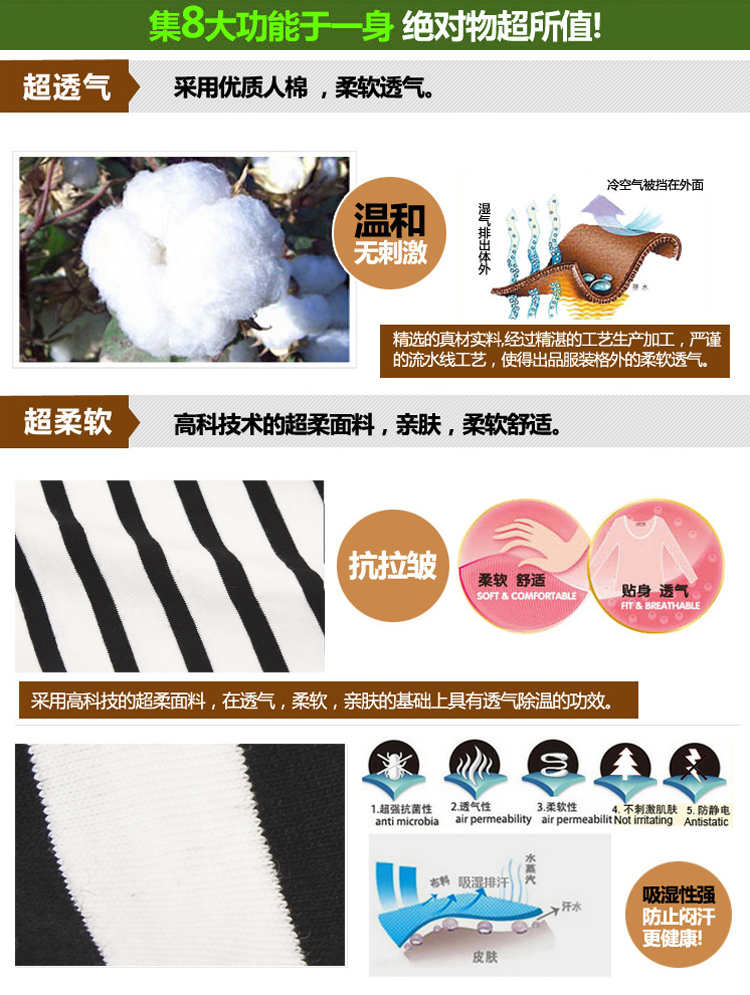 集8大功能于一身 绝对物超所值!
超透气
采用优质人棉 ，柔软透气。
温和
无刺激
冷空气被挡在外面
湿气排出体外
精选的真材实料,经过精湛的工艺生产加工，严谨
的流水线工艺，使得出品服装格外的柔软透气。
超柔软
高科技术的超柔面料，亲肤，柔软舒适。
抗拉皱
柔软 舒适
SOFT & COMFORTABLE
贴身 透气
FIT & BREATHABLE
采用高科技的超柔面料，在透气，柔软，亲肤的基础上具有透气除温的功效。
1.超强抗菌性
anti microbia
2.透气性
air permeability
3.柔软性
air permeabilit
4. 不刺激肌肤
Not irritating
5. 防静电
Antistatic
布料
吸湿排汗
水蒸汽
汗水
皮肤
吸湿性强
防止闷汗
更健康!